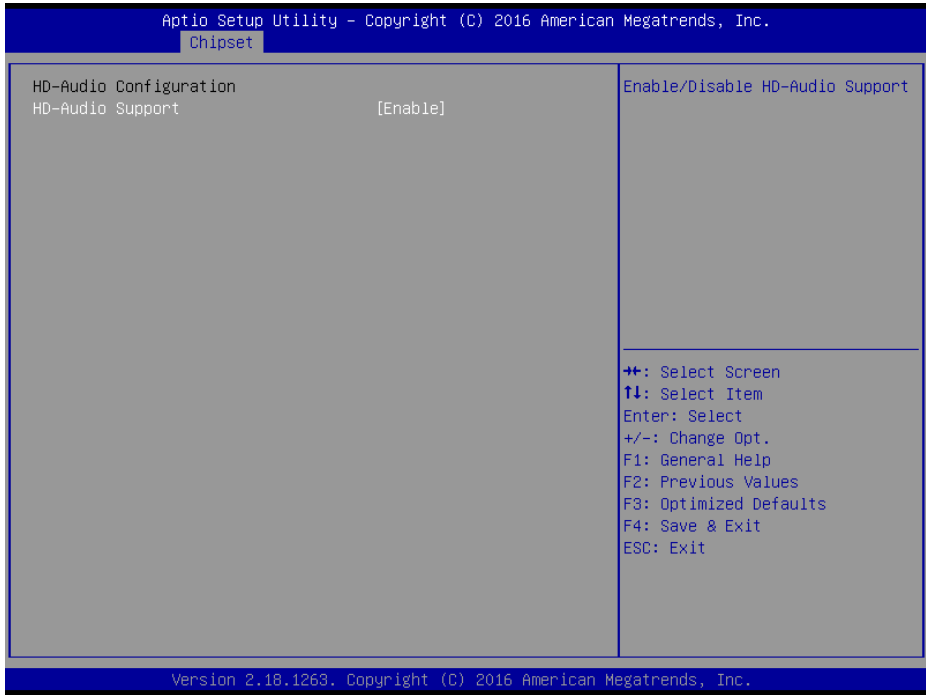 Aptio Setup Utility – Copyright (C) 2016 American Megatrends, Inc.
Chipset
HD-Audio Configuration
HD-Audio Support [Enable]
Enable/Disable HD-Audio Support
→←: Select Screen
↑↓: Select Item
Enter: Select
+/-: Change Opt.
F1: General Help
F2: Previous Values
F3: Optimized Defaults
F4: Save & Exit
ESC: Exit
Version 2.18.1263. Copyright (C) 2016 American Megatrends, Inc.